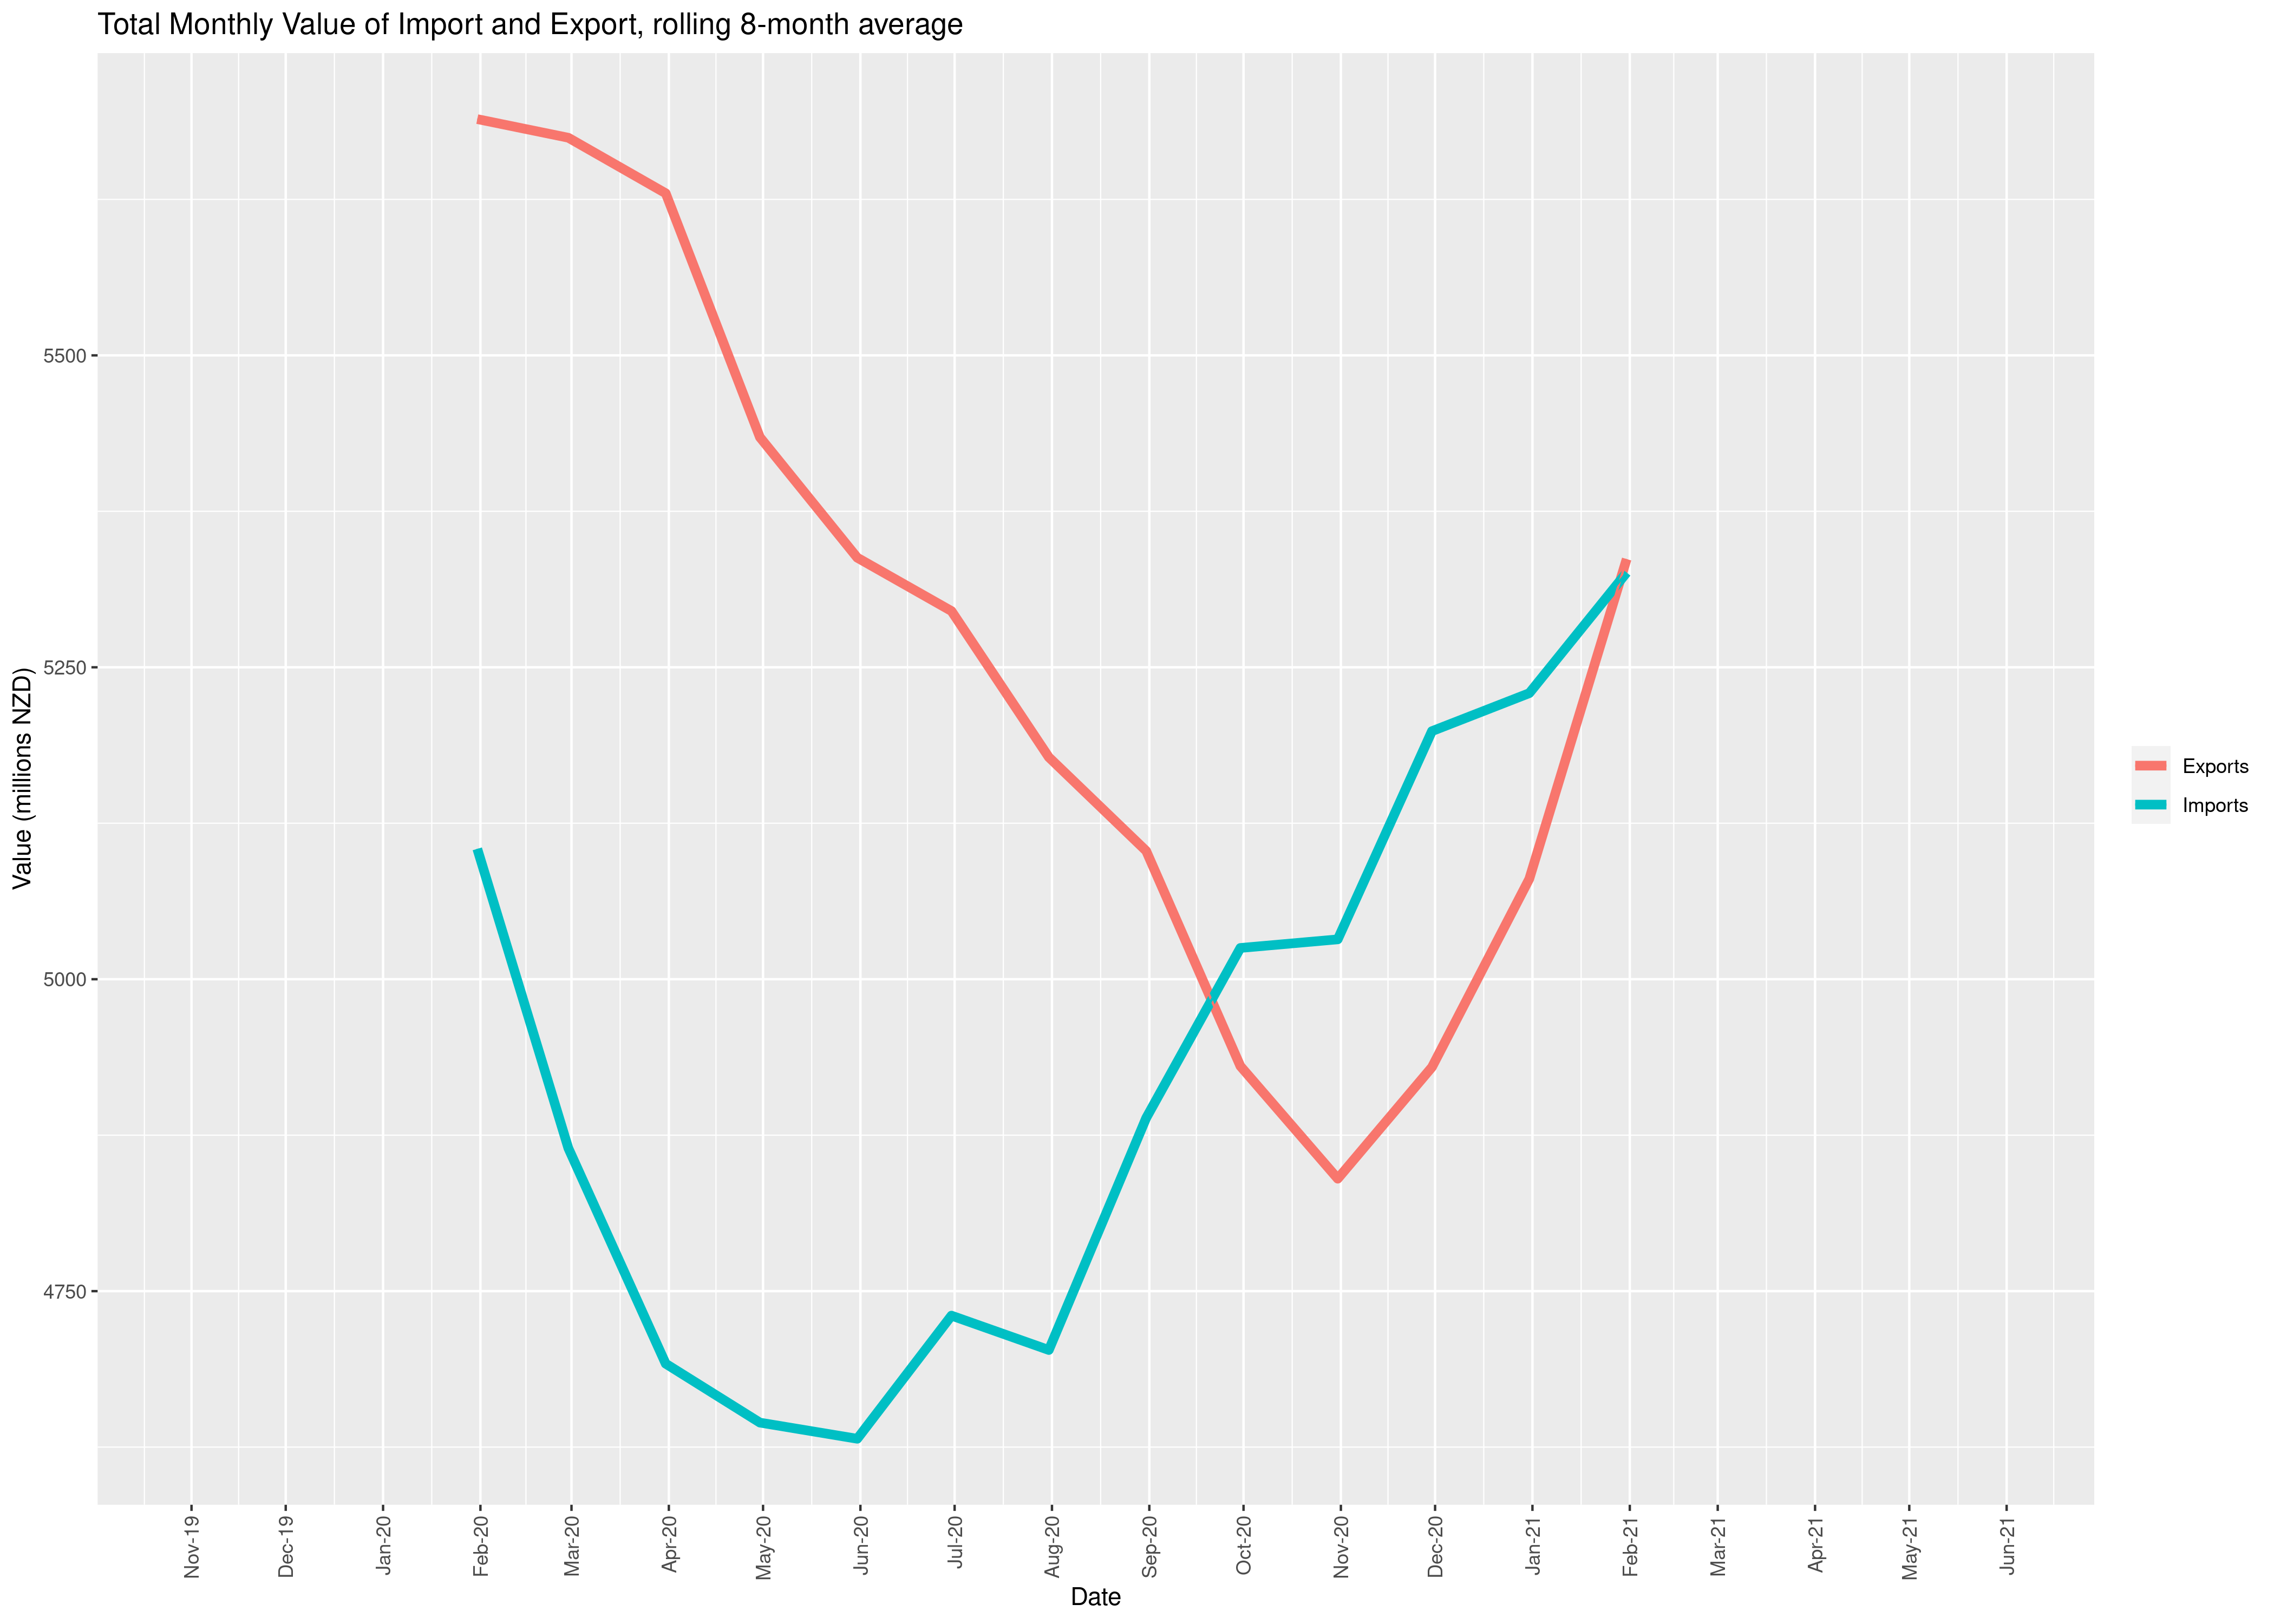 Total Monthly Value of Import and Export, rolling 8-month average
Value (millions NZD)
5500
5250
5000
4750
Nov-19
Dec-19
Jan-20
Feb-20
Mar-20
Apr-20
May-20
Jun-20
Jul-20
Aug-20
Sep-20
Oct-20
Nov-20
Dec-20
Jan-21
Feb-21
Mar-21
Apr-21
May-21
Jun-21
Date
Exports
Imports